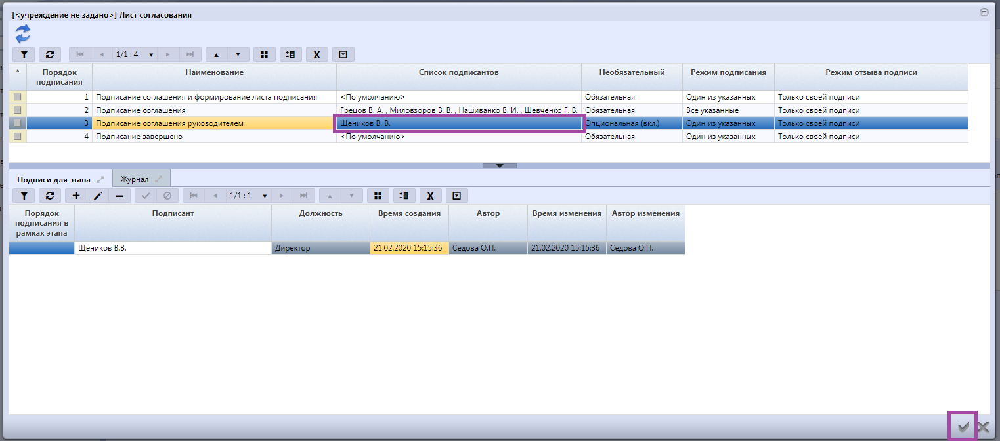 [<учреждение не задано>] Лист согласования
1/1 : 4
X
* Порядок подписания Наименование Список подписантов Необязательный Режим подписания Режим отзыва подписи
1 Подписание соглашения и формирование листа подписания <По умолчанию> Обязательная Один из указанных Только своей подписи
2 Подписание соглашения Грецов В. А. , Миловзоров В. В. , Нашиванко В. И. , Шевченко Г. В. Обязательная Все указанные Только своей подписи
3 Подписание соглашения руководителем Щеников В. В. Опциональная (вкл.) Один из указанных Только своей подписи
4 Подписание завершено <По умолчанию> Обязательная Один из указанных Только своей подписи
Подписи для этапа Журнал
1/1 : 1
X
Порядок подписания в рамках этапа Подписант Должность Время создания Автор Время изменения Автор изменения
Щеников В.В. Директор 21.02.2020 15:15:36 Седова О.П. 21.02.2020 15:15:36 Седова О.П.